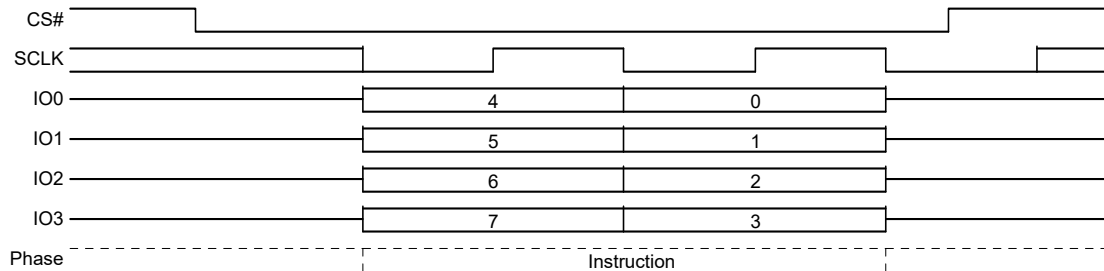 CS#
SCLK
IO0 4 0
IO1 5 1
IO2 6 2
IO3 7 3
Phase Instruction